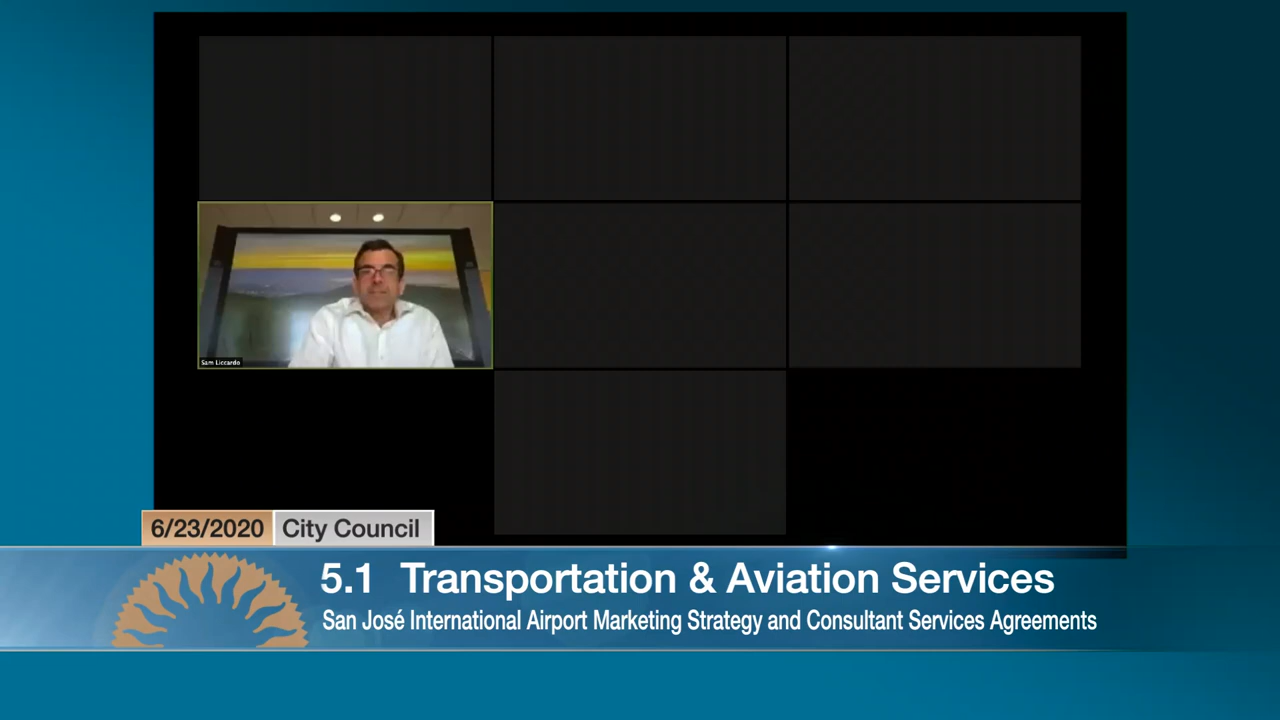 Sam Liccardo
6/23/2020 City Council
5.1 Transportation & Aviation Services
San José International Airport Marketing Strategy and Consultant Services Agreements